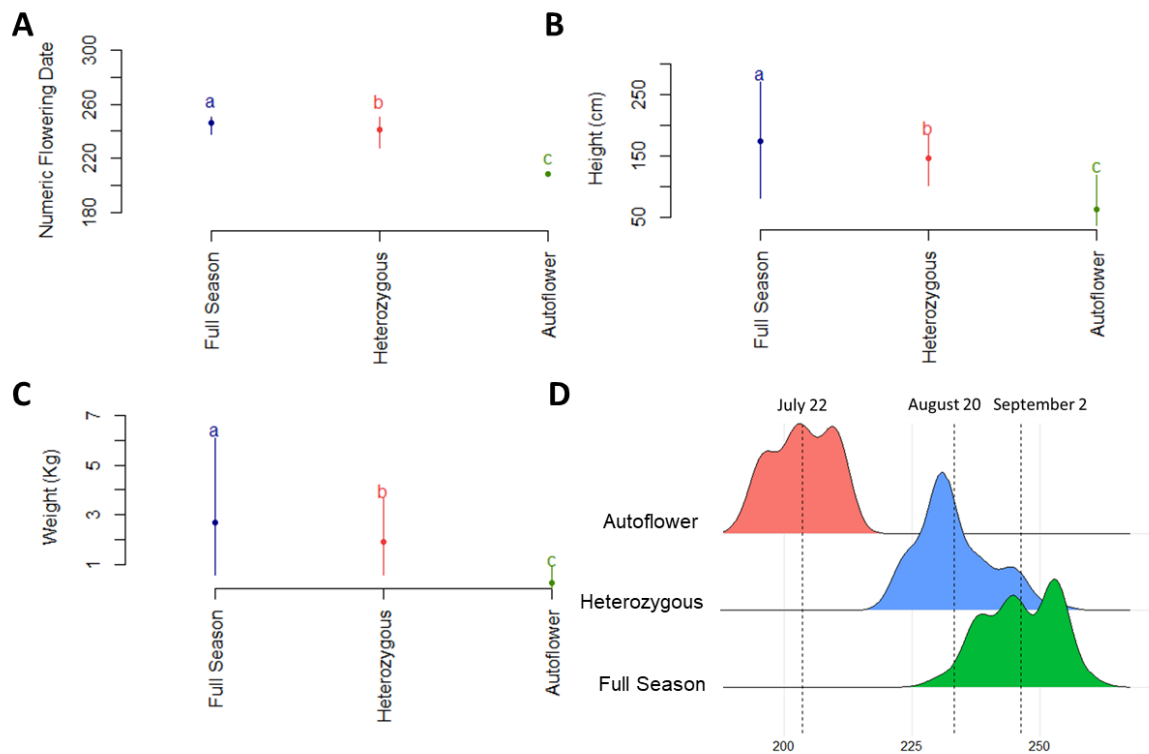 A
Numeric Flowering Date
300
260
220
180
a
b
c
Full Season
Heterozygous
Autoflower
B
Height (cm)
250
150
50
a
b
c
Full Season
Heterozygous
Autoflower
C
Weight (Kg)
7
5
3
1
a
b
c
Full Season
Heterozygous
Autoflower
D
July 22
August 20
September 2
Autoflower
Heterozygous
Full Season
200
225
250